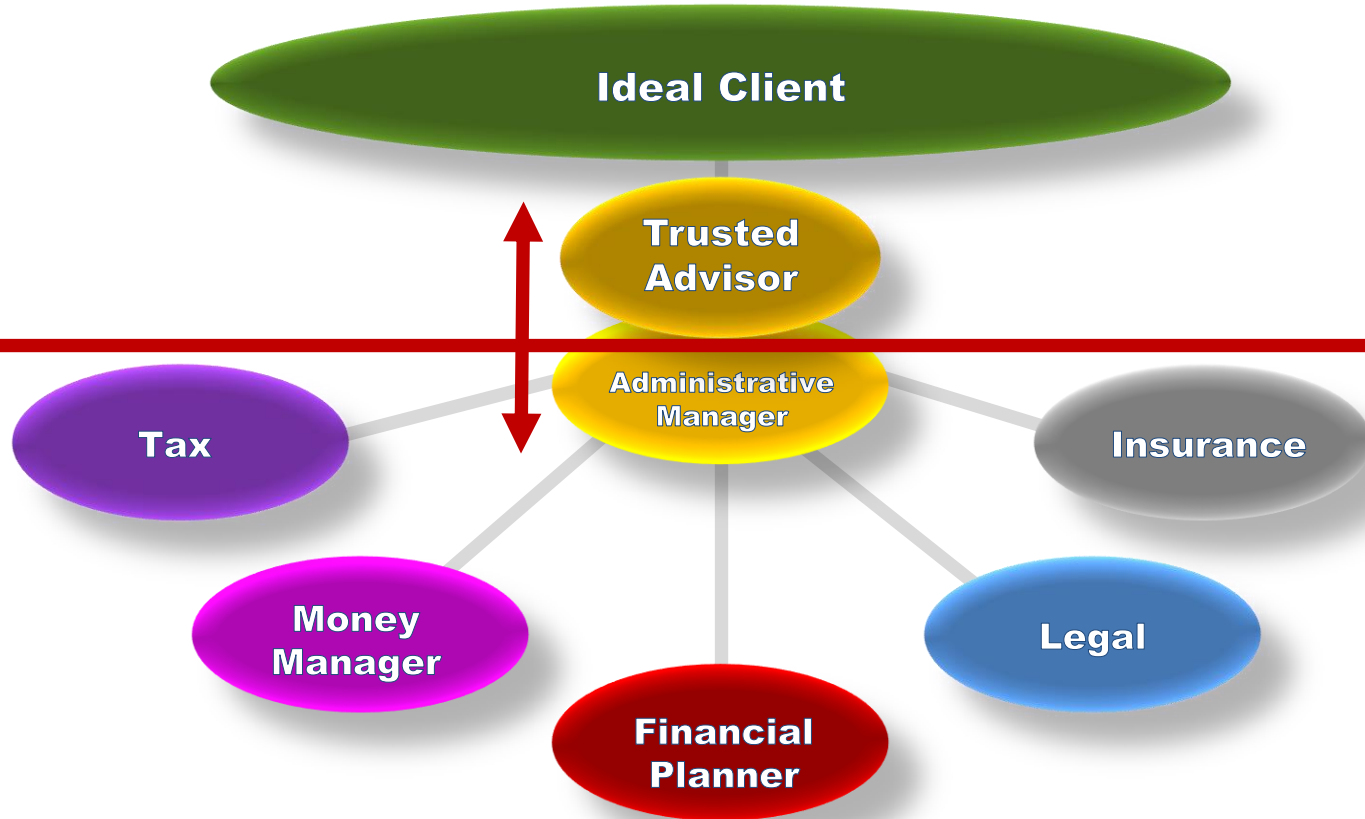 Ideal Client
Trusted
Advisor
Administrative
Manager
Tax
Insurance
Money
Manager
Legal
Financial
Planner